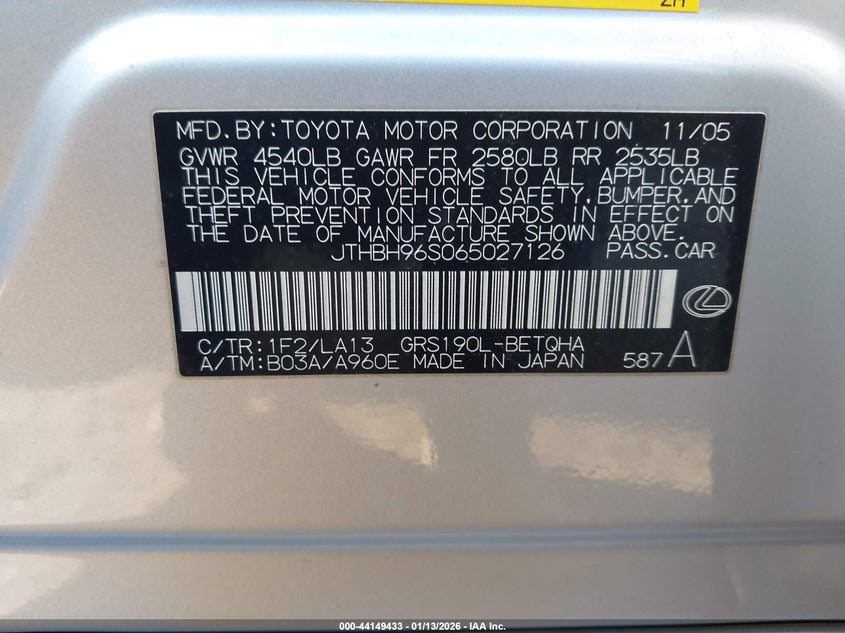 ZH
MFD.BY:TOYOTA MOTOR CORPORATION 11/05
GVWR 4540LB GAWR FR 2580LB RR 2535LB
THIS VEHICLE CONFORMS TO ALL APPLICABLE
FEDERAL MOTOR VEHICLE SAFETY,BUMPER,AND
THEFT PREVENTION STANDARDS IN EFFECT ON
THE DATE OF MANUFACTURE SHOWN ABOVE.
JTHBH96S065027126 PASS.CAR
C/TR:1F2/LA13 GRS190L-BETQHA
A/TM:B03A/A960E MADE IN JAPAN 587A
000-44149433 - 01/13/2026 - IAA Inc.